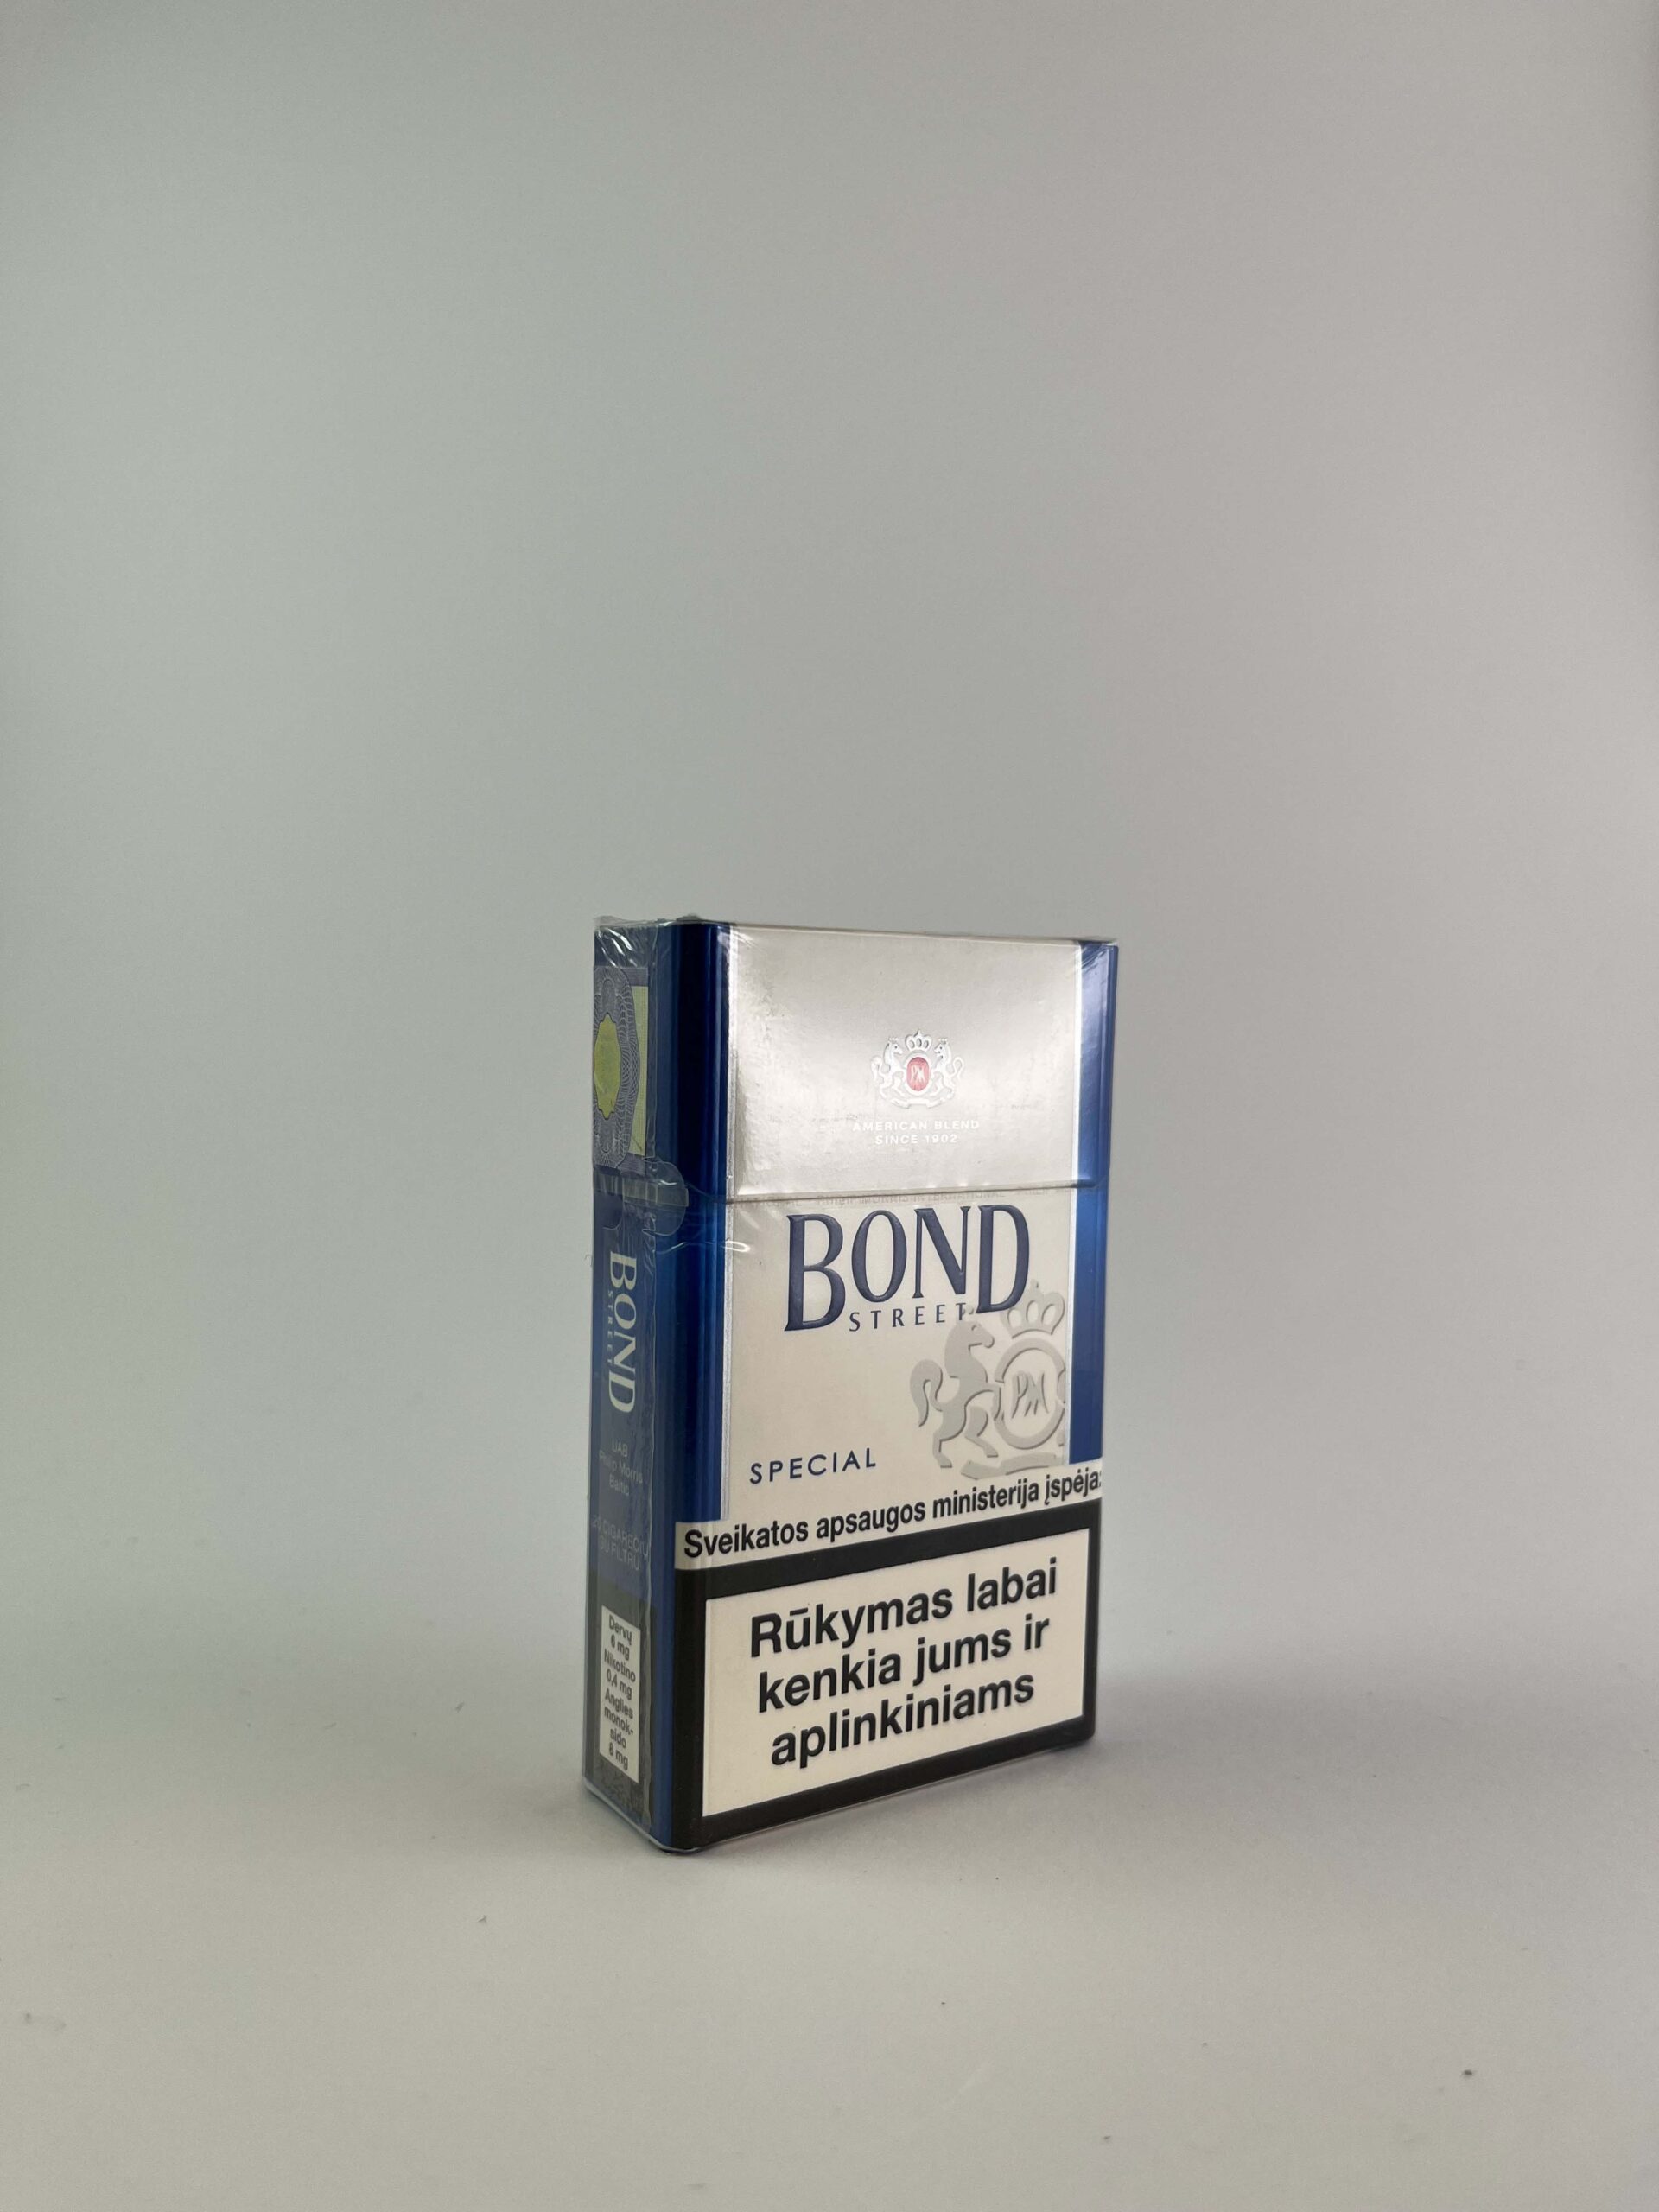 PM
AMERICAN BLEND
SINCE 1902
BOND
STREET
PM
SPECIAL
Sveikatos apsaugos ministerija įspėja:
Rūkymas labai
kenkia jums ir
aplinkiniams
BOND
STREET
UAB
Philip Morris
Baltic
20 CIGAREČIŲ
SU FILTRU
Dervų
6 mg
Nikotino
0,4 mg
Anglies
monok-
sido
8 mg